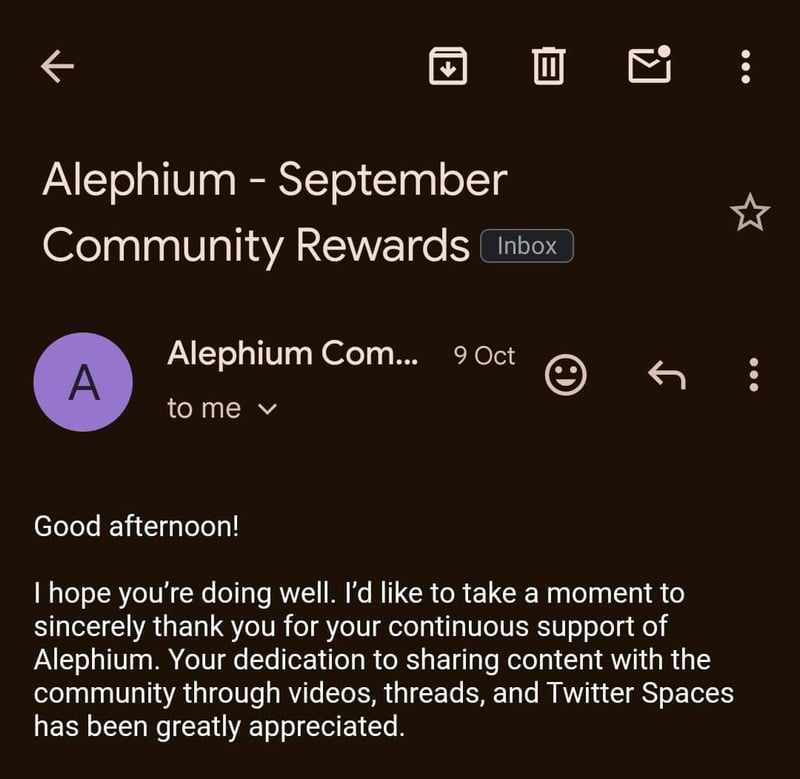 Alephium - September
Community Rewards Inbox
A
Alephium Com... 9 Oct
to me
Good afternoon!
I hope you’re doing well. I’d like to take a moment to
sincerely thank you for your continuous support of
Alephium. Your dedication to sharing content with the
community through videos, threads, and Twitter Spaces
has been greatly appreciated.